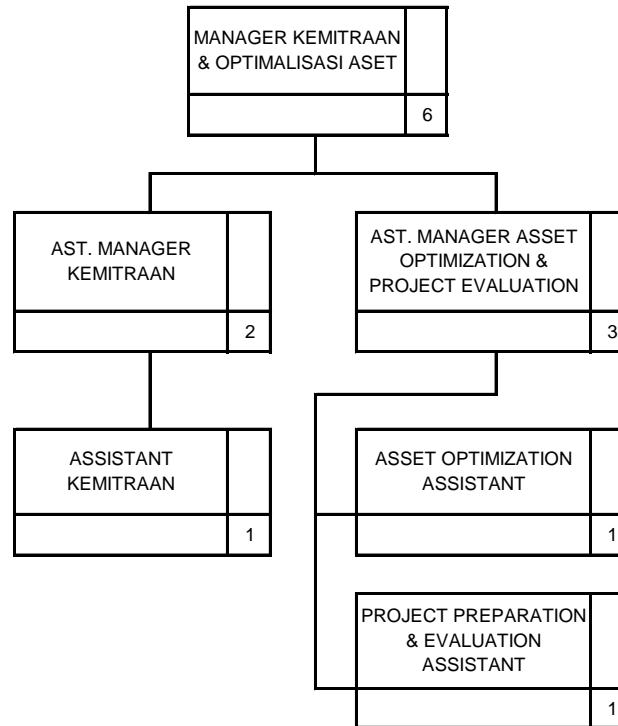 MANAGER KEMITRAAN
& OPTIMALISASI ASET
6
AST. MANAGER
KEMITRAAN
2
AST. MANAGER ASSET
OPTIMIZATION &
PROJECT EVALUATION
3
ASSISTANT
KEMITRAAN
1
ASSET OPTIMIZATION
ASSISTANT
1
PROJECT PREPARATION
& EVALUATION
ASSISTANT
1